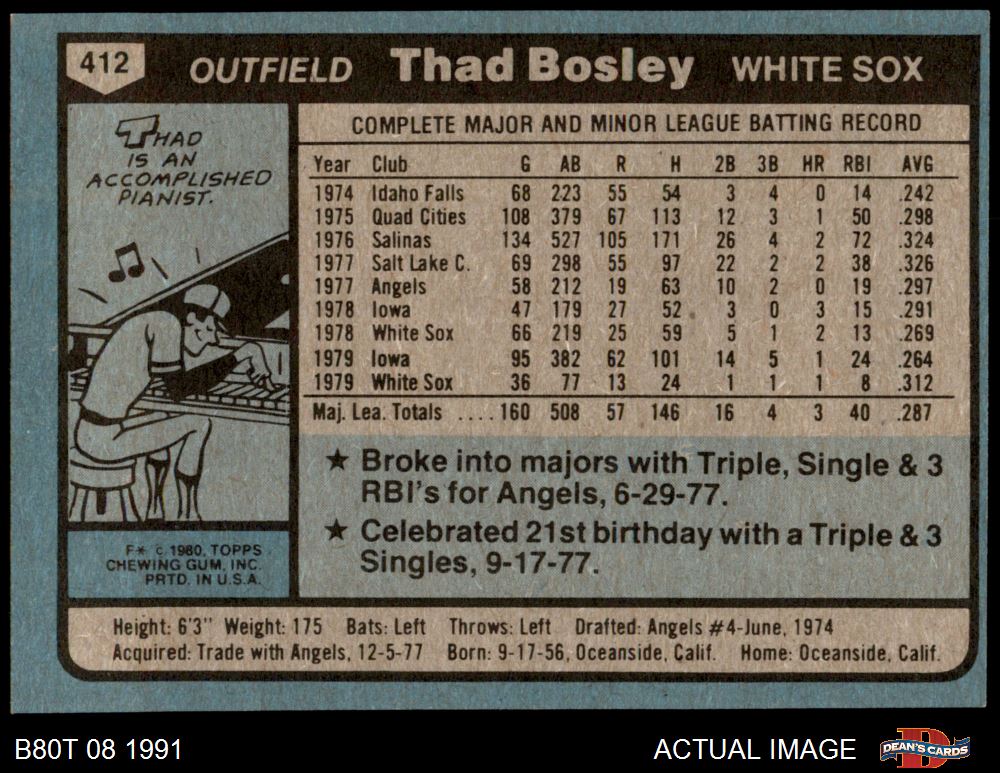 412 OUTFIELD Thad Bosley WHITE SOX
THAD
IS AN
ACCOMPLISHED
PIANIST.
COMPLETE MAJOR AND MINOR LEAGUE BATTING RECORD
Year Club G AB R H 2B 3B HR RBI AVG
1974 Idaho Falls 68 223 55 54 3 4 0 14 .242
1975 Quad Cities 108 379 67 113 12 3 1 50 .298
1976 Salinas 134 527 105 171 26 4 2 72 .324
1977 Salt Lake C. 69 298 55 97 22 2 2 38 .326
1977 Angels 58 212 19 63 10 2 0 19 .297
1978 Iowa 47 179 27 52 3 0 3 15 .291
1978 White Sox 66 219 25 59 5 1 2 13 .269
1979 Iowa 95 382 62 101 14 5 1 24 .264
1979 White Sox 36 77 13 24 1 1 1 8 .312
Maj. Lea. Totals .... 160 508 57 146 16 4 3 40 .287
★ Broke into majors with Triple, Single & 3
RBI's for Angels, 6-29-77.
★ Celebrated 21st birthday with a Triple & 3
Singles, 9-17-77.
F* © 1980, TOPPS
CHEWING GUM, INC.
PRTD. IN U.S.A.
Height: 6'3" Weight: 175 Bats: Left Throws: Left Drafted: Angels #4-June, 1974
Acquired: Trade with Angels, 12-5-77 Born: 9-17-56, Oceanside, Calif. Home: Oceanside, Calif.
B80T 08 1991 ACTUAL IMAGE DEAN'S CARDS